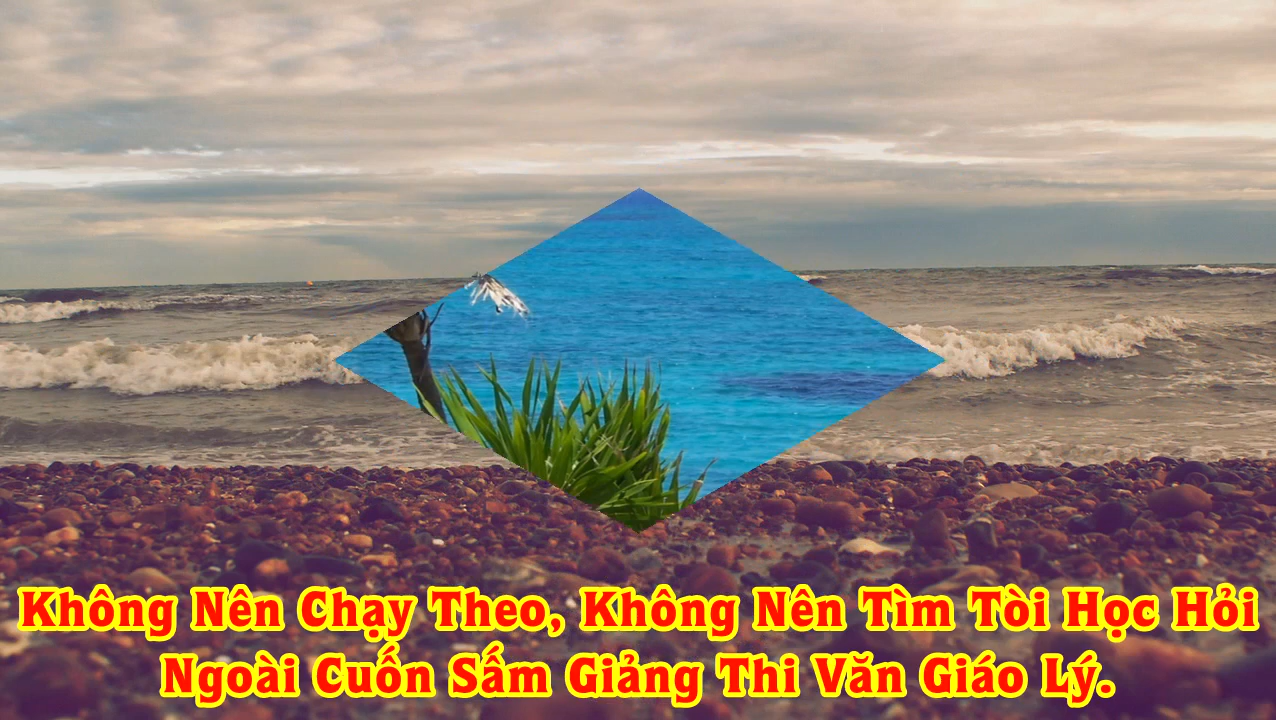 Không Nên Chạy Theo, Không Nên Tìm Tòi Học Hỏi
Ngoài Cuốn Sấm Giảng Thi Văn Giáo Lý.